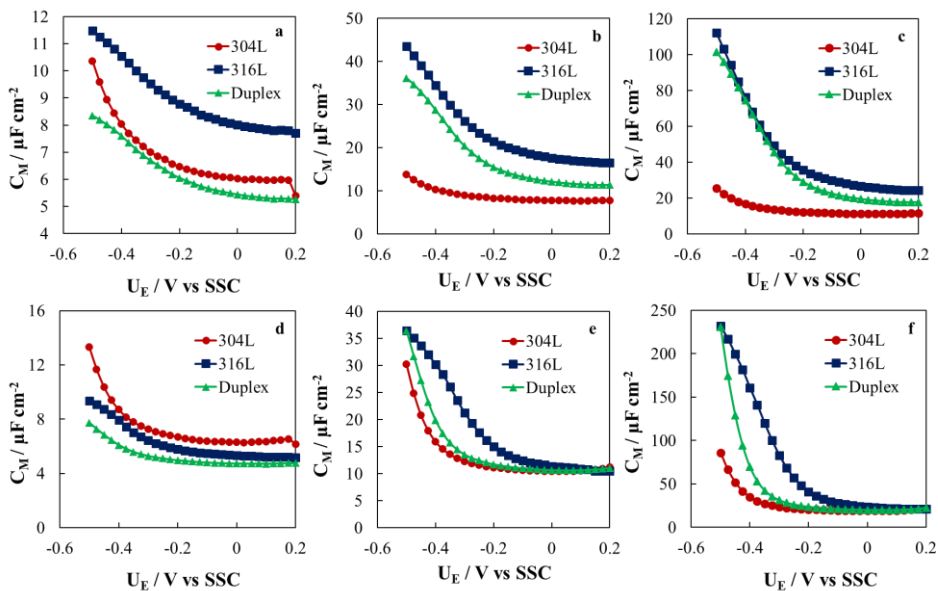 12
11
10
9
8
7
6
5
4
-0.6
-0.4
-0.2
0
0.2
C_M / µF cm⁻²
U_E / V vs SSC
a
304L
316L
Duplex
50
40
30
20
10
0
-0.6
-0.4
-0.2
0
0.2
C_M / µF cm⁻²
U_E / V vs SSC
b
304L
316L
Duplex
120
100
80
60
40
20
0
-0.6
-0.4
-0.2
0
0.2
C_M / µF cm⁻²
U_E / V vs SSC
c
304L
316L
Duplex
16
12
8
4
0
-0.6
-0.4
-0.2
0
0.2
C_M / µF cm⁻²
U_E / V vs SSC
d
304L
316L
Duplex
40
35
30
25
20
15
10
5
0
-0.6
-0.4
-0.2
0
0.2
C_M / µF cm⁻²
U_E / V vs SSC
e
304L
316L
Duplex
250
200
150
100
50
0
-0.6
-0.4
-0.2
0
0.2
C_M / µF cm⁻²
U_E / V vs SSC
f
304L
316L
Duplex